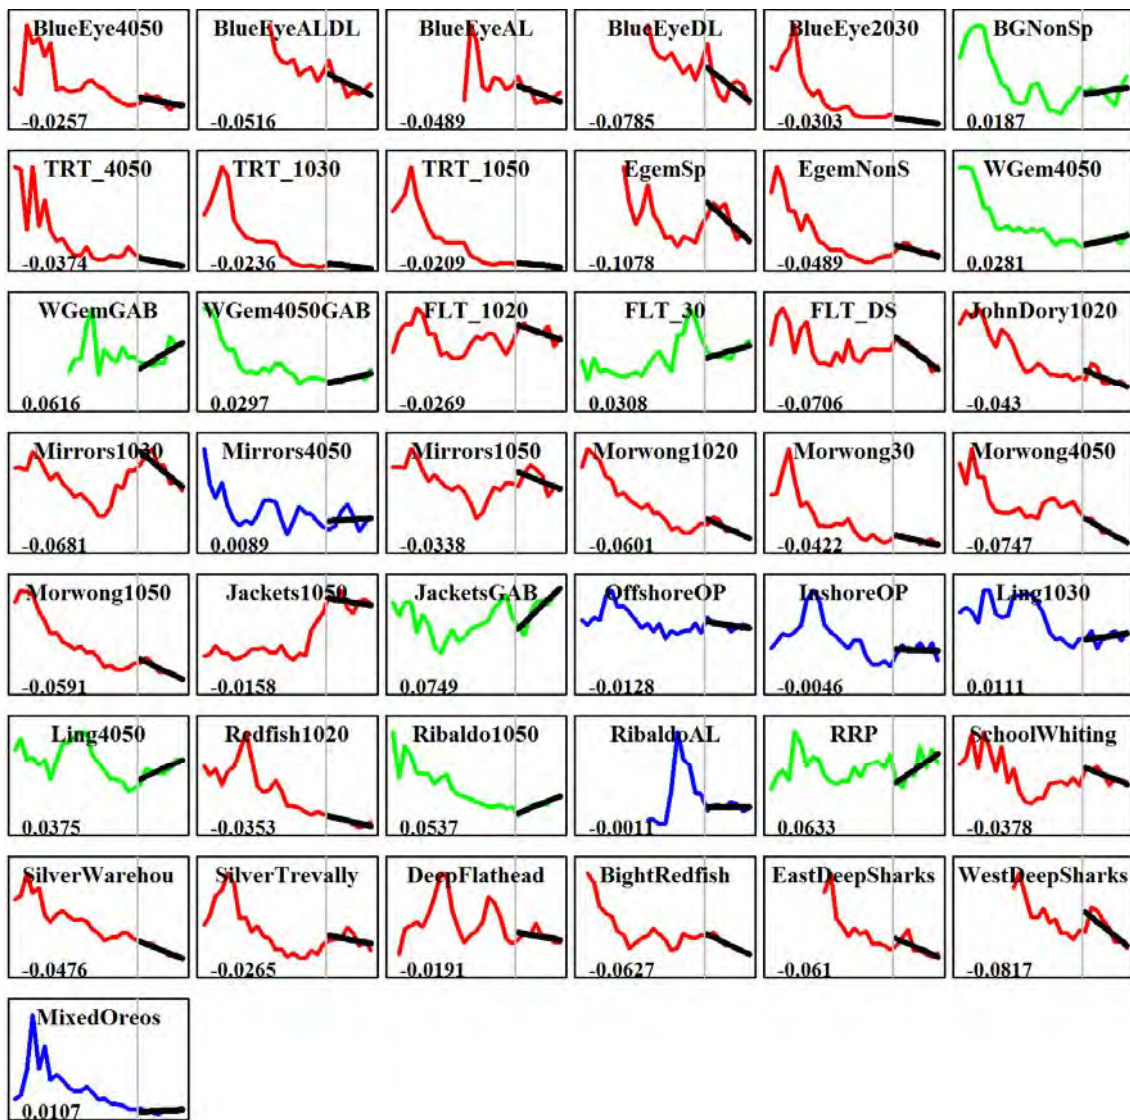 BlueEye4050 BlueEyeALDL BlueEyeAL BlueEyeDL BlueEye2030 BGNonSp
-0.0257 -0.0516 -0.0489 -0.0785 -0.0303 0.0187
TRT_4050 TRT_1030 TRT_1050 EgemSp EgemNonS WGem4050
-0.0374 -0.0236 -0.0209 -0.1078 -0.0489 0.0281
WGemGAB WGem4050GAB FLT_1020 FLT_30 FLT_DS JohnDory1020
0.0616 0.0297 -0.0269 0.0308 -0.0706 -0.043
Mirrors1030 Mirrors4050 Mirrors1050 Morwong1020 Morwong30 Morwong4050
-0.0681 0.0089 -0.0338 -0.0601 -0.0422 -0.0747
Morwong1050 Jackets1050 JacketsGAB OffshoreOP InshoreOP Ling1030
-0.0591 -0.0158 0.0749 -0.0128 -0.0046 0.0111
Ling4050 Redfish1020 Ribaldo1050 RibaldoAL RRP SchoolWhiting
0.0375 -0.0353 0.0537 -0.0011 0.0633 -0.0378
SilverWarehou SilverTrevally DeepFlathead BightRedfish EastDeepSharks WestDeepSharks
-0.0476 -0.0265 -0.0191 -0.0627 -0.061 -0.0817
MixedOreos
0.0107